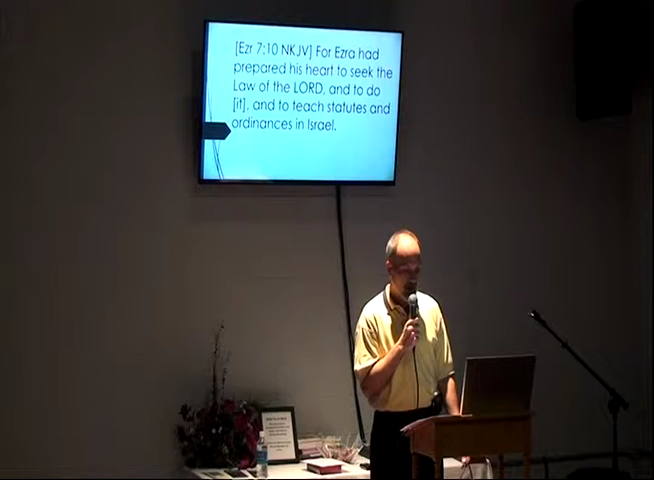 [Ezr 7:10 NKJV] For Ezra had
prepared his heart to seek the
Law of the LORD, and to do
[it], and to teach statutes and
ordinances in Israel.